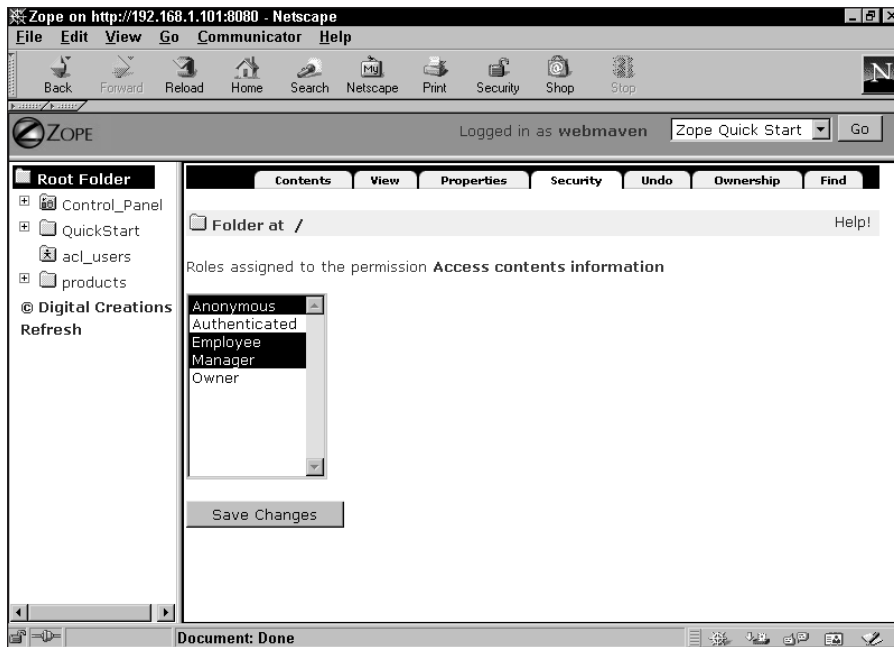 Zope on http://192.168.1.101:8080 - Netscape
File Edit View Go Communicator Help
Back Forward Reload Home Search Netscape Print Security Shop Stop
My
N
ZOPE
Logged in as webmaven
Zope Quick Start
Go
Root Folder
Control_Panel
QuickStart
acl_users
products
© Digital Creations
Refresh
Contents View Properties Security Undo Ownership Find
Folder at /
Help!
Roles assigned to the permission Access contents information
Anonymous
Authenticated
Employee
Manager
Owner
Save Changes
Document: Done